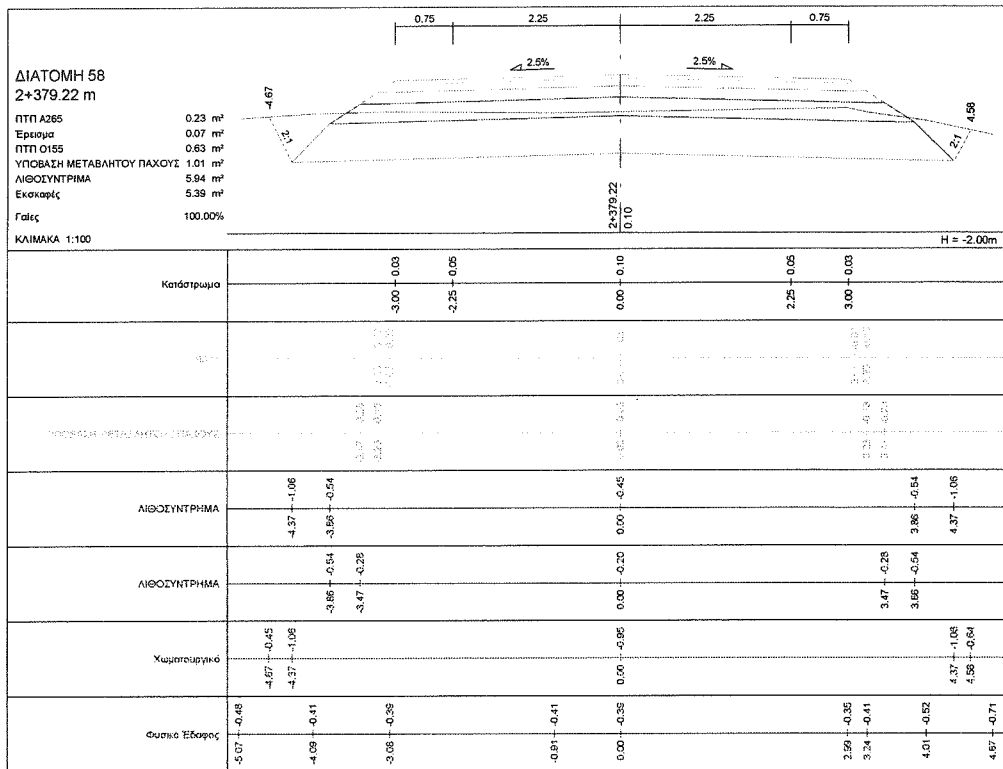 0.75 2.25 2.25 0.75
2.5% 2.5%
ΔΙΑΤΟΜΗ 58
2+379.22 m
ΠΤΠ Α265 0.23 m²
Έρεισμα 0.07 m²
ΠΤΠ Ο155 0.63 m²
ΥΠΟΒΑΣΗ ΜΕΤΑΒΛΗΤΟΥ ΠΑΧΟΥΣ 1.01 m²
ΛΙΘΟΣΥΝΤΡΙΜΑ 5.94 m²
Εκσκαφές 5.39 m²
Γαίες 100.00%
ΚΛΙΜΑΚΑ 1:100
-4.67
2:1
4.58
2:1
2+379.22
0.10
H = -2.00m
Κατάστρωμα
0.03 0.05 0.10 0.05 0.03
-3.00 -2.25 0.00 2.25 3.00
ΛΙΘΟΣΥΝΤΡΗΜΑ
-1.06 -0.54 -0.45 -0.54 -1.06
-4.37 -3.86 0.00 3.86 4.37
ΛΙΘΟΣΥΝΤΡΗΜΑ
-0.54 -0.28 -0.20 -0.28 -0.54
-3.86 -3.47 0.00 3.47 3.86
Χωματουργικό
-0.45 -1.06 -0.95 -1.06 -0.64
-4.67 -4.37 0.00 4.37 4.58
Φυσικό Έδαφος
-0.48 -0.41 -0.39 -0.41 -0.39 -0.35 -0.41 -0.52 -0.71
-5.07 -4.09 -3.08 -0.91 0.00 2.99 3.24 4.01 4.87